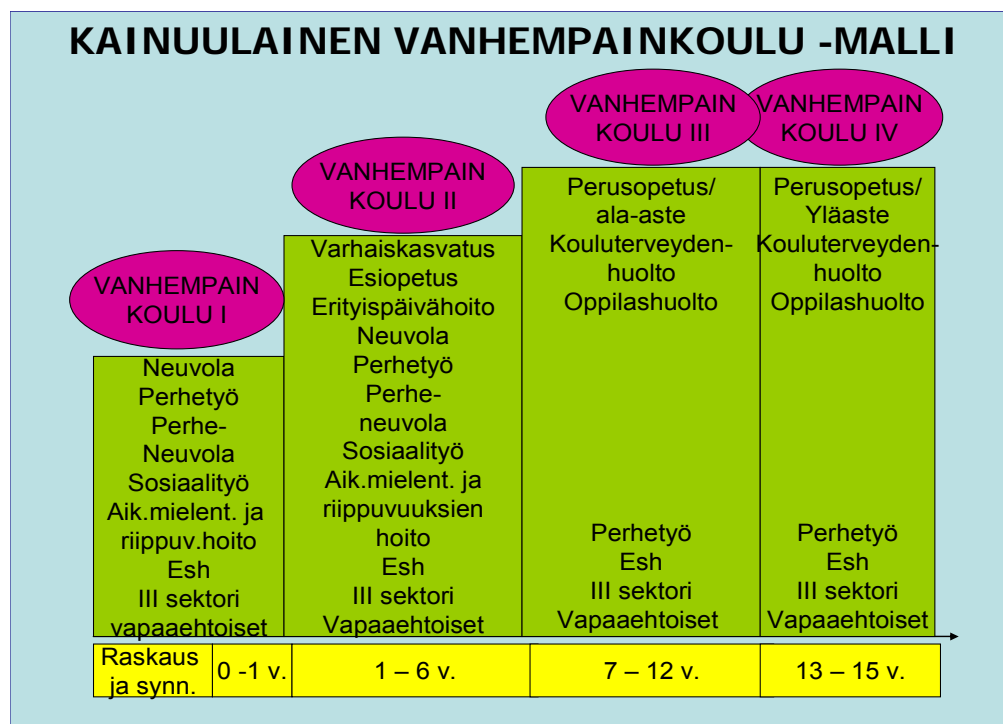 KAINUULAINEN VANHEMPAINKOULU -MALLI
VANHEMPAIN
KOULU I
Neuvola
Perhetyö
Perhe-
Neuvola
Sosiaalityö
Aik.mielent. ja
riippuv.hoito
Esh
III sektori
vapaaehtoiset
VANHEMPAIN
KOULU II
Varhaiskasvatus
Esiopetus
Erityispäivähoito
Neuvola
Perhetyö
Perhe-
neuvola
Sosiaalityö
Aik.mielent. ja
riippuvuuksien
hoito
Esh
III sektori
Vapaaehtoiset
VANHEMPAIN
KOULU III
Perusopetus/
ala-aste
Kouluterveyden-
huolto
Oppilashuolto
Perhetyö
Esh
III sektori
Vapaaehtoiset
VANHEMPAIN
KOULU IV
Perusopetus/
Yläaste
Kouluterveyden-
huolto
Oppilashuolto
Perhetyö
Esh
III sektori
Vapaaehtoiset
Raskaus
ja synn.
0 -1 v.
1 – 6 v.
7 – 12 v.
13 – 15 v.